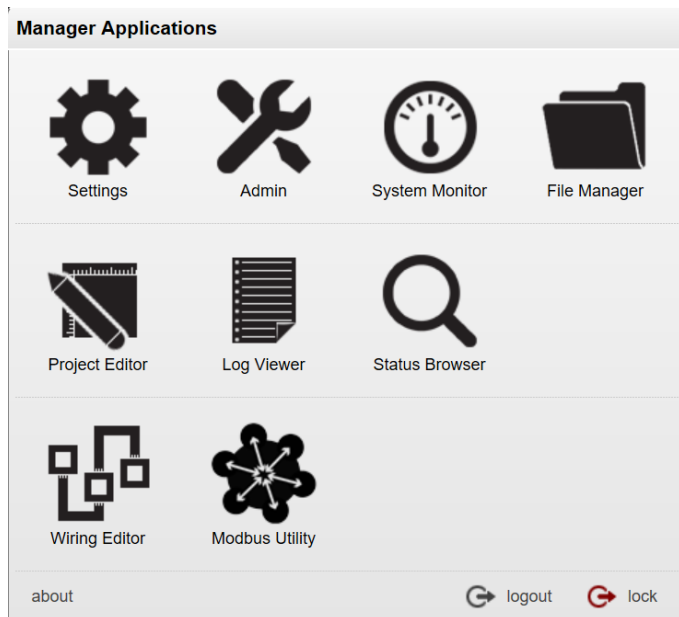 Manager Applications
Settings Admin System Monitor File Manager
Project Editor Log Viewer Status Browser
Wiring Editor Modbus Utility
about logout lock